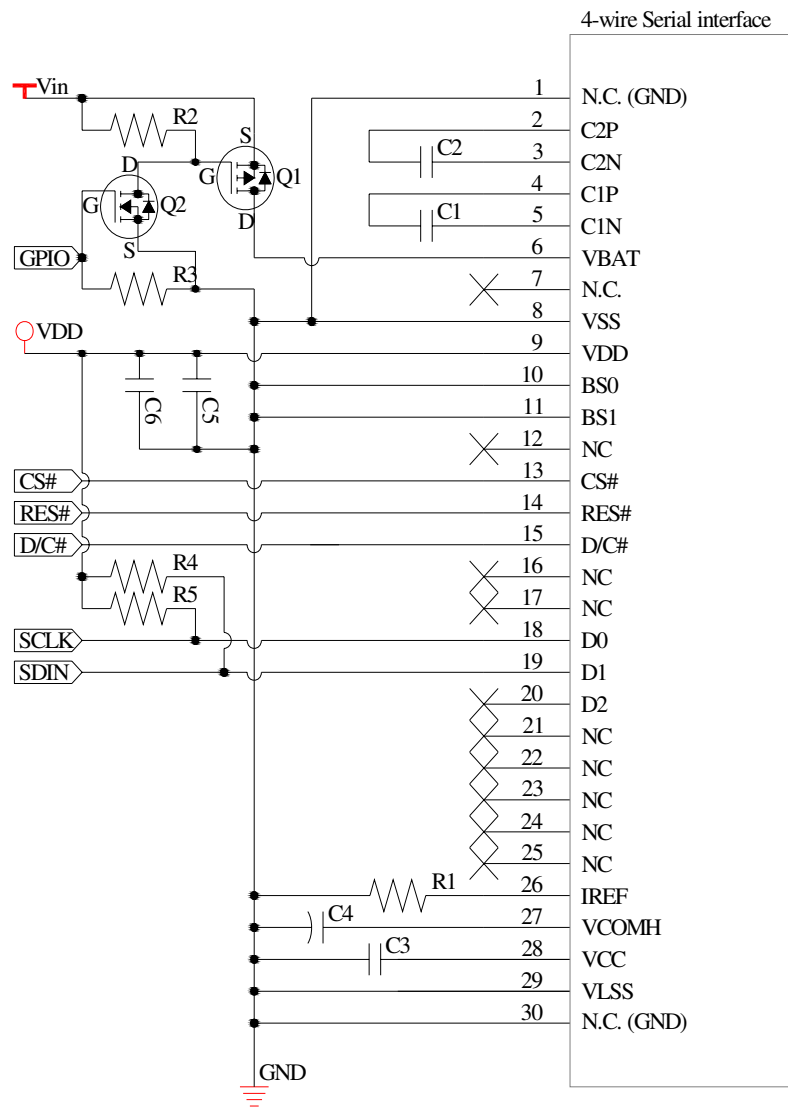 4-wire Serial interface
Vin
1 N.C. (GND)
R2
2 C2P
S
D
C2
3 C2N
G
Q1
4 C1P
G
Q2
D
C1
5 C1N
S
GPIO
6 VBAT
R3
7 N.C.
8 VSS
VDD
9 VDD
10 BS0
C6
C5
11 BS1
12 NC
CS#
13 CS#
RES#
14 RES#
D/C#
15 D/C#
R4
16 NC
R5
17 NC
SCLK
18 D0
SDIN
19 D1
20 D2
21 NC
22 NC
23 NC
24 NC
25 NC
R1
26 IREF
C4
27 VCOMH
C3
28 VCC
29 VLSS
30 N.C. (GND)
GND